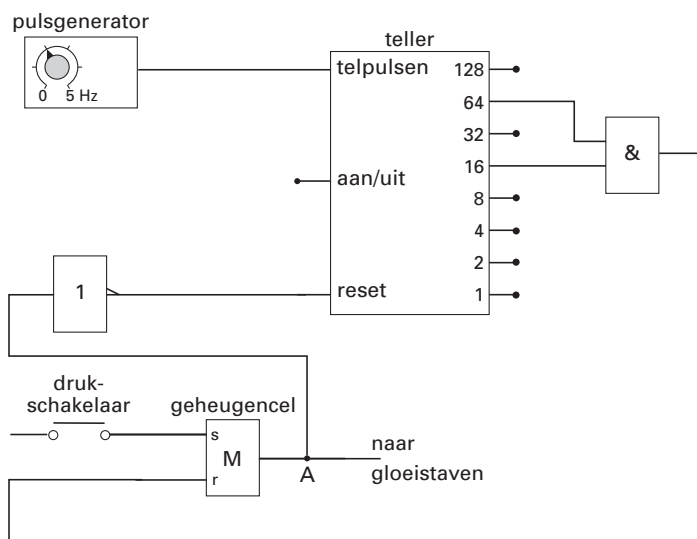 pulsgenerator
0 5 Hz
teller
telpulsen
aan/uit
reset
128
64
32
16
8
4
2
1
&
1
druk-
schakelaar
geheugencel
s
M
r
A
naar
gloeistaven